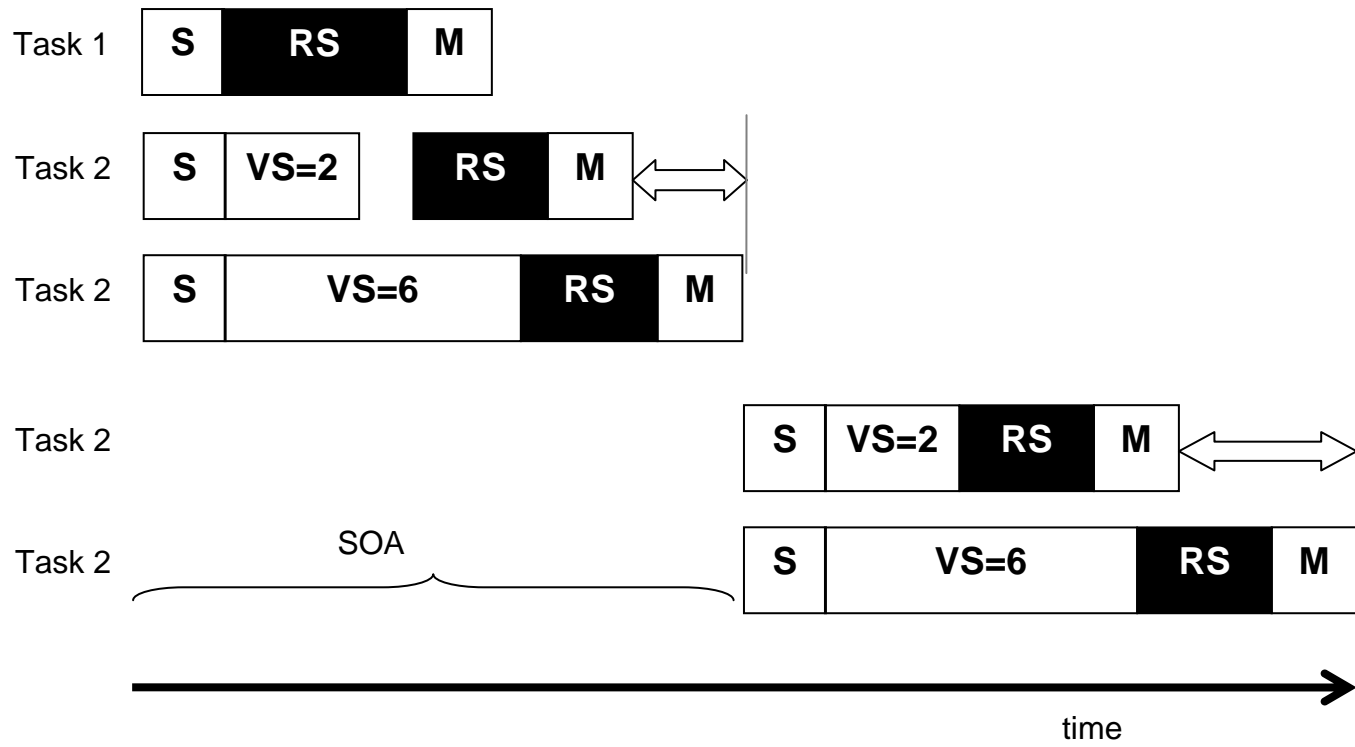 Task 1 S RS M
Task 2 S VS=2 RS M
Task 2 S VS=6 RS M
Task 2 S VS=2 RS M
Task 2 SOA S VS=6 RS M
time